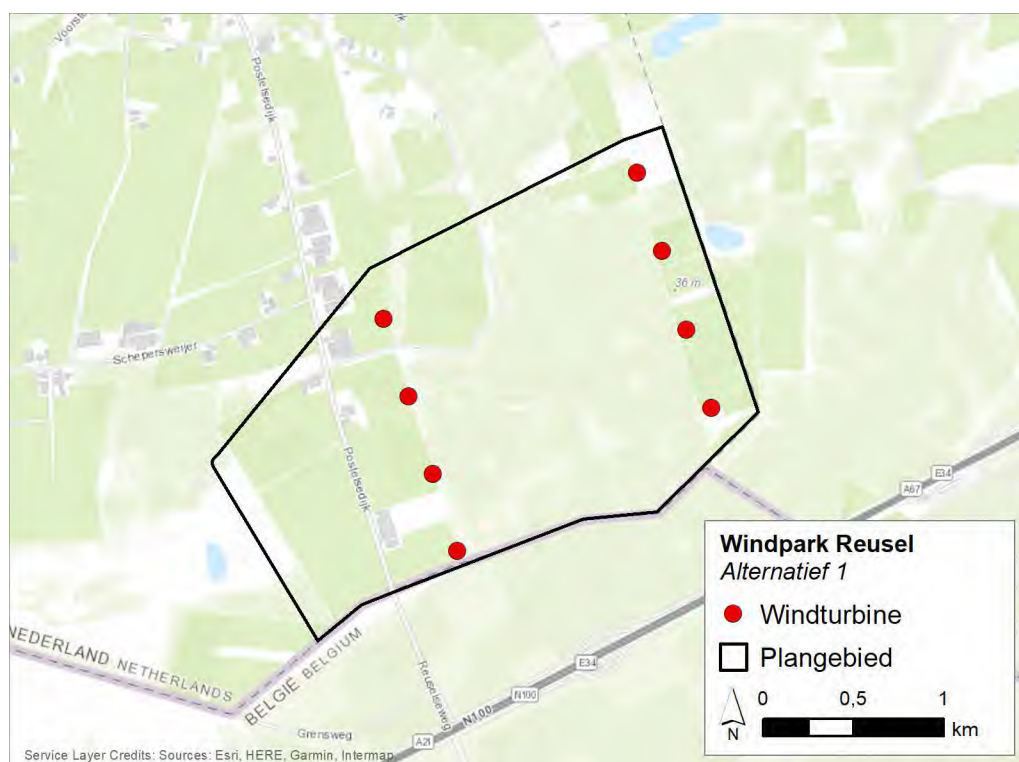 Voorste
Postelsedijk
36 m
Schepersweijer
Postelsedijk
E34
A67
NEDERLAND NETHERLANDS
BELGIE BELGIUM
Reuselseweg
E34
N100
N100
Grensweg
A21
Windpark Reusel
Alternatief 1
Windturbine
Plangebied
N
0 0,5 1
km
Service Layer Credits: Sources: Esri, HERE, Garmin, Intermap,